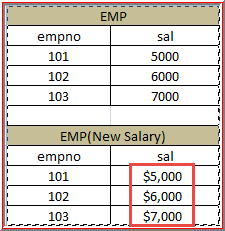 EMP
empno sal
101 5000
102 6000
103 7000
EMP(New Salary)
empno sal
101 $5,000
102 $6,000
103 $7,000